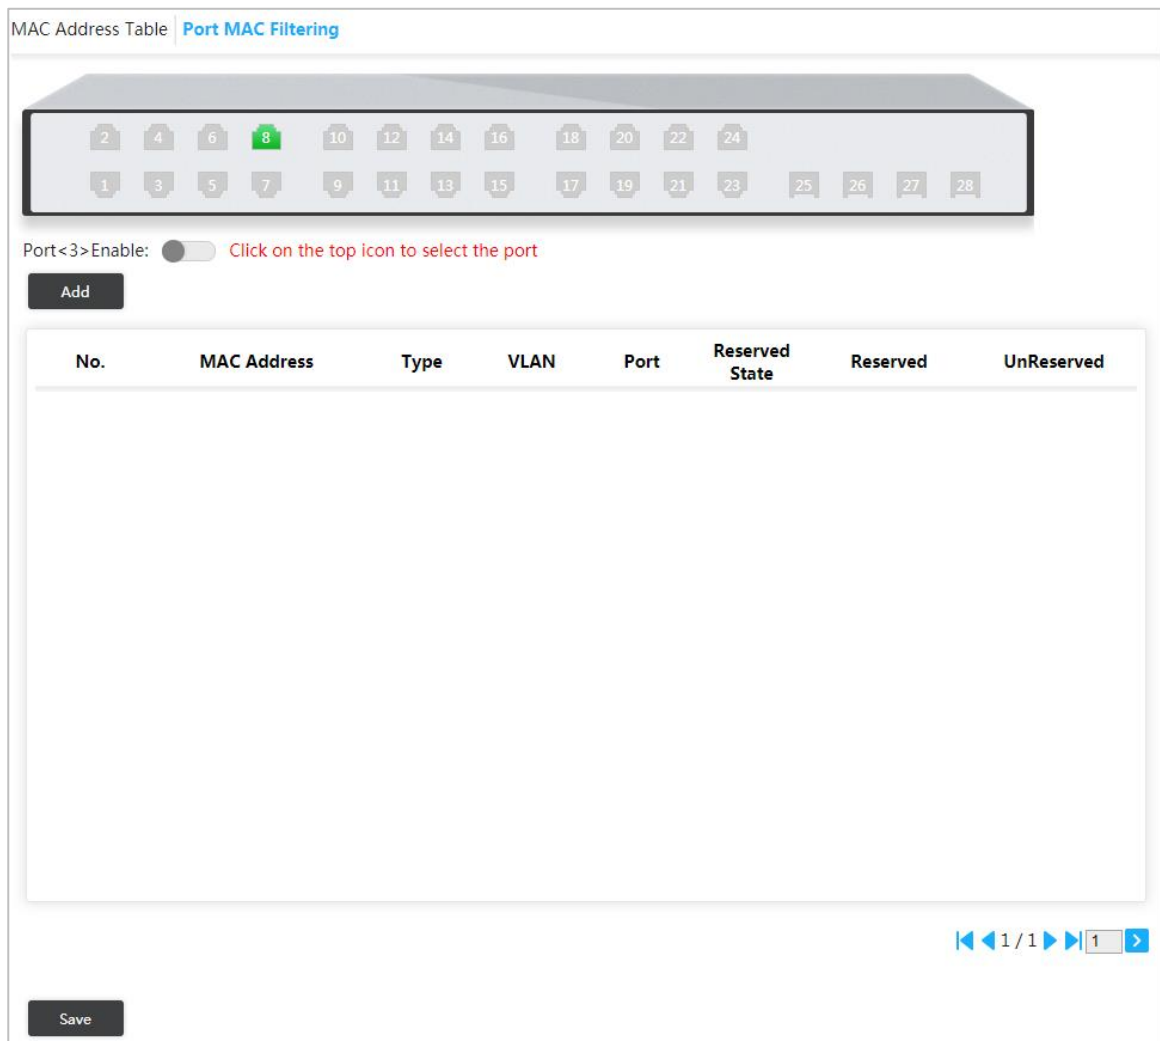 MAC Address Table Port MAC Filtering
2 4 6 8 10 12 14 16 18 20 22 24
1 3 5 7 9 11 13 15 17 19 21 23 25 26 27 28
Port<3>Enable: Click on the top icon to select the port
Add
No. MAC Address Type VLAN Port Reserved State Reserved UnReserved
1 / 1 1
Save